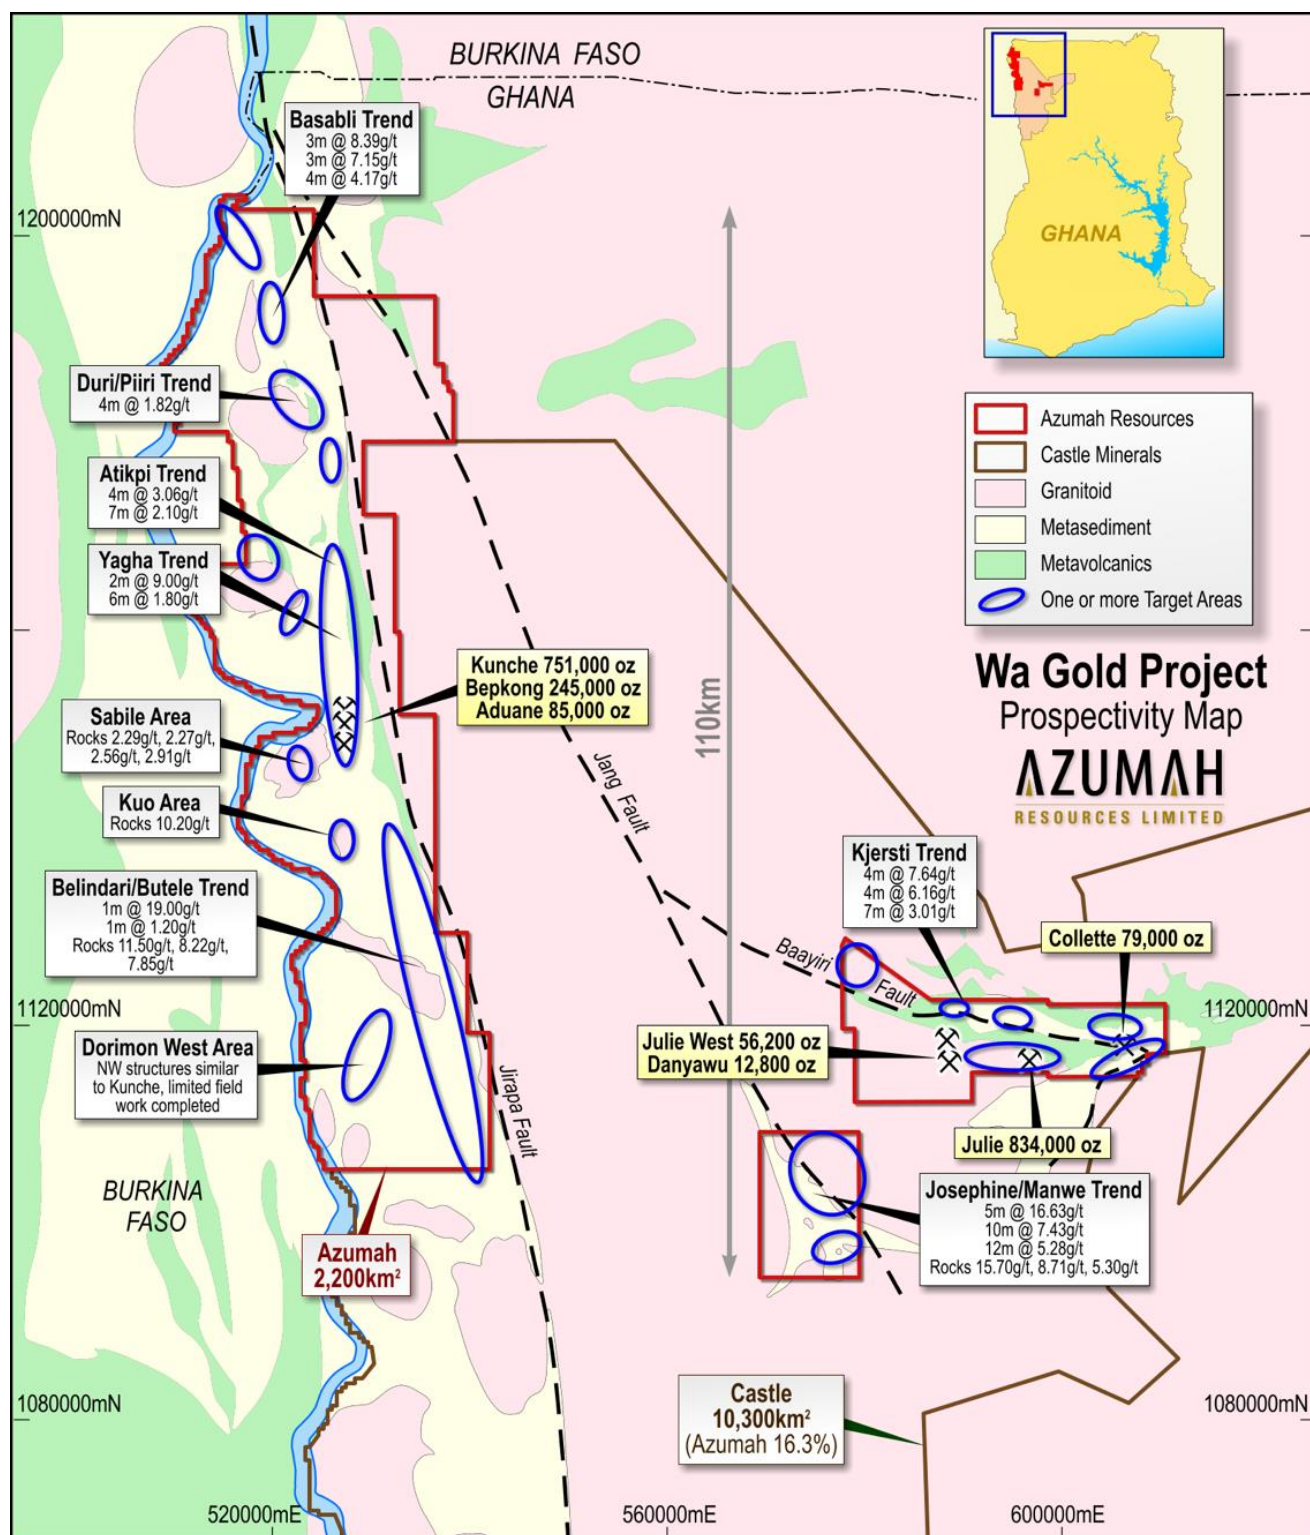 BURKINA FASO
GHANA
Basabli Trend
3m @ 8.39g/t
3m @ 7.15g/t
4m @ 4.17g/t
GHANA
1200000mN
Duri/Piiri Trend
4m @ 1.82g/t
Azumah Resources
Castle Minerals
Granitoid
Metasediment
Metavolcanics
One or more Target Areas
Atikpi Trend
4m @ 3.06g/t
7m @ 2.10g/t
Yagha Trend
2m @ 9.00g/t
6m @ 1.80g/t
Kunche 751,000 oz
Bepkong 245,000 oz
Aduane 85,000 oz
110km
Wa Gold Project
Prospectivity Map
AZUMAH
RESOURCES LIMITED
Sabile Area
Rocks 2.29g/t, 2.27g/t,
2.56g/t, 2.91g/t
Jang Fault
Kuo Area
Rocks 10.20g/t
Kjersti Trend
4m @ 7.64g/t
4m @ 6.16g/t
7m @ 3.01g/t
Belindari/Butele Trend
1m @ 19.00g/t
1m @ 1.20g/t
Rocks 11.50g/t, 8.22g/t,
7.85g/t
Collette 79,000 oz
Baayiri Fault
1120000mN
1120000mN
Julie West 56,200 oz
Danyawu 12,800 oz
Dorimon West Area
NW structures similar
to Kunche, limited field
work completed
Jirapa Fault
Julie 834,000 oz
BURKINA
FASO
Josephine/Manwe Trend
5m @ 16.63g/t
10m @ 7.43g/t
12m @ 5.28g/t
Rocks 15.70g/t, 8.71g/t, 5.30g/t
Azumah
2,200km²
Castle
10,300km²
(Azumah 16.3%)
1080000mN
1080000mN
520000mE
560000mE
600000mE